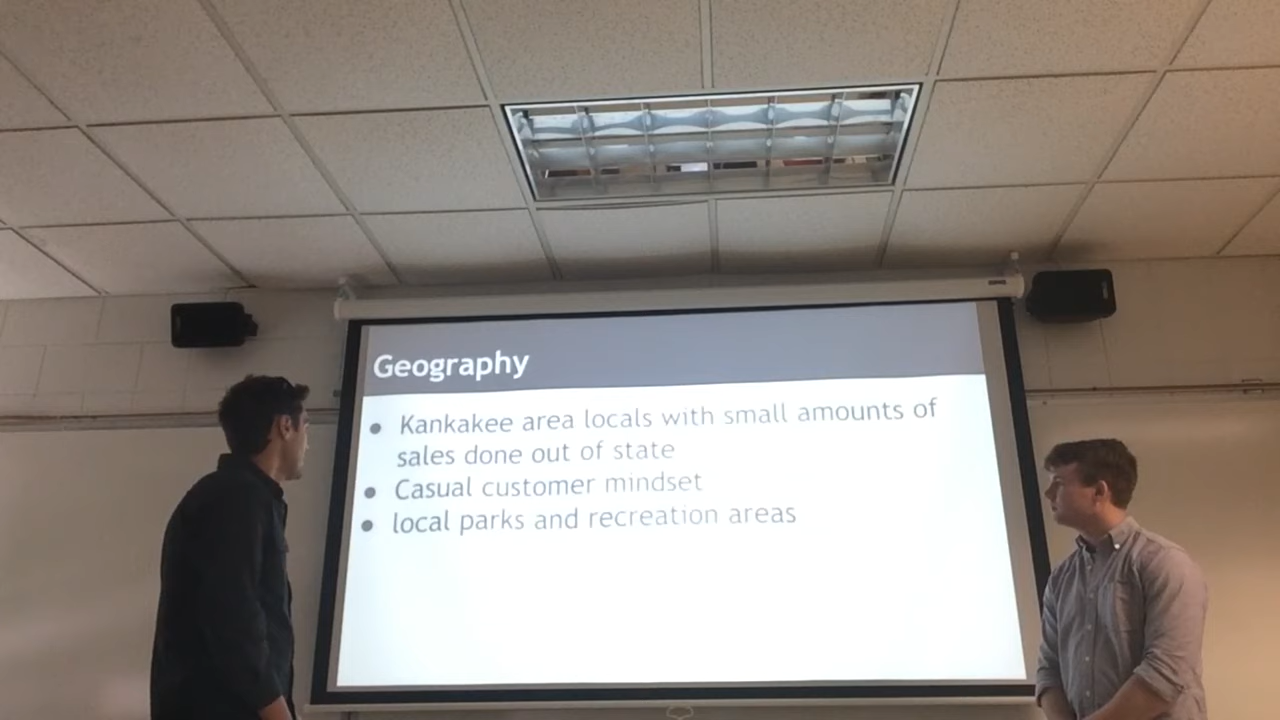 Geography
● Kankakee area locals with small amounts of
sales done out of state
● Casual customer mindset
● local parks and recreation areas